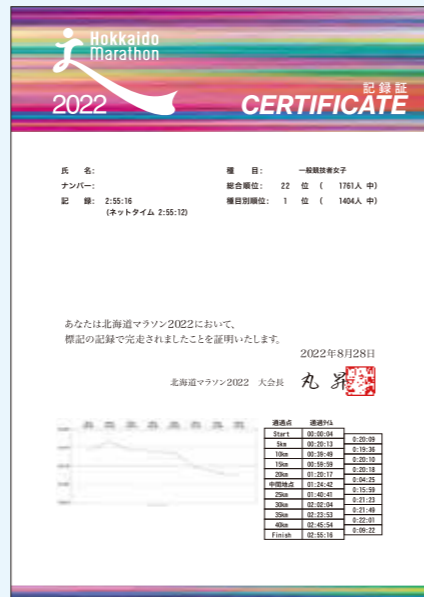 Hokkaido
Marathon
2022
記録証
CERTIFICATE
氏 名:
種 目: 一般競技者女子
ナンバー:
総合順位: 22 位 ( 1761人 中)
記 録: 2:55:16
種目別順位: 1 位 ( 1404人 中)
(ネットタイム 2:55:12)
あなたは北海道マラソン2022において、
標記の記録で完走されましたことを証明いたします。
2022年8月28日
北海道マラソン2022 大会長 丸 昇
通過点 通過タイム
Start 00:00:04
0:20:09
5km 00:20:13
0:19:36
10km 00:39:49
0:20:10
15km 00:59:59
0:20:18
20km 01:20:17
0:04:25
中間地点 01:24:42
0:15:59
25km 01:40:41
0:21:23
30km 02:02:04
0:21:49
35km 02:23:53
0:22:01
40km 02:45:54
0:09:22
Finish 02:55:16